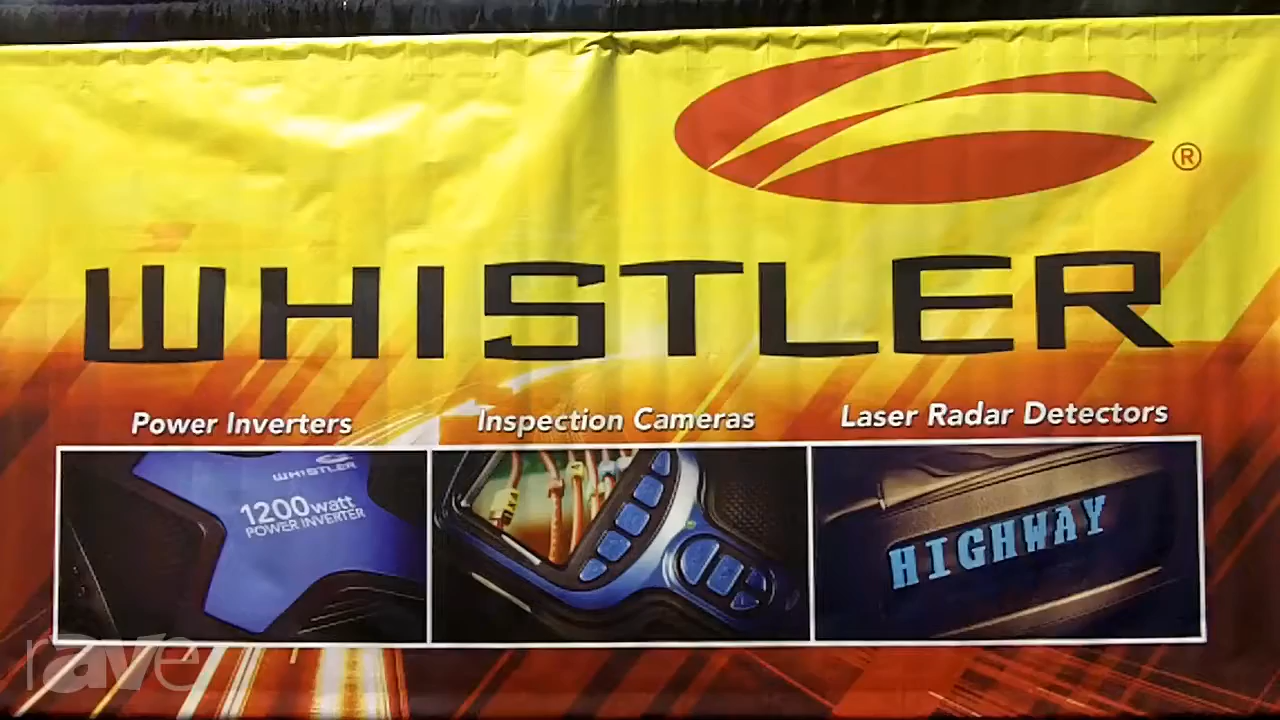 ®
WHISTLER
Power Inverters
Inspection Cameras
Laser Radar Detectors
WHISTLER
1200watt
POWER INVERTER
HIGHWAY
rave